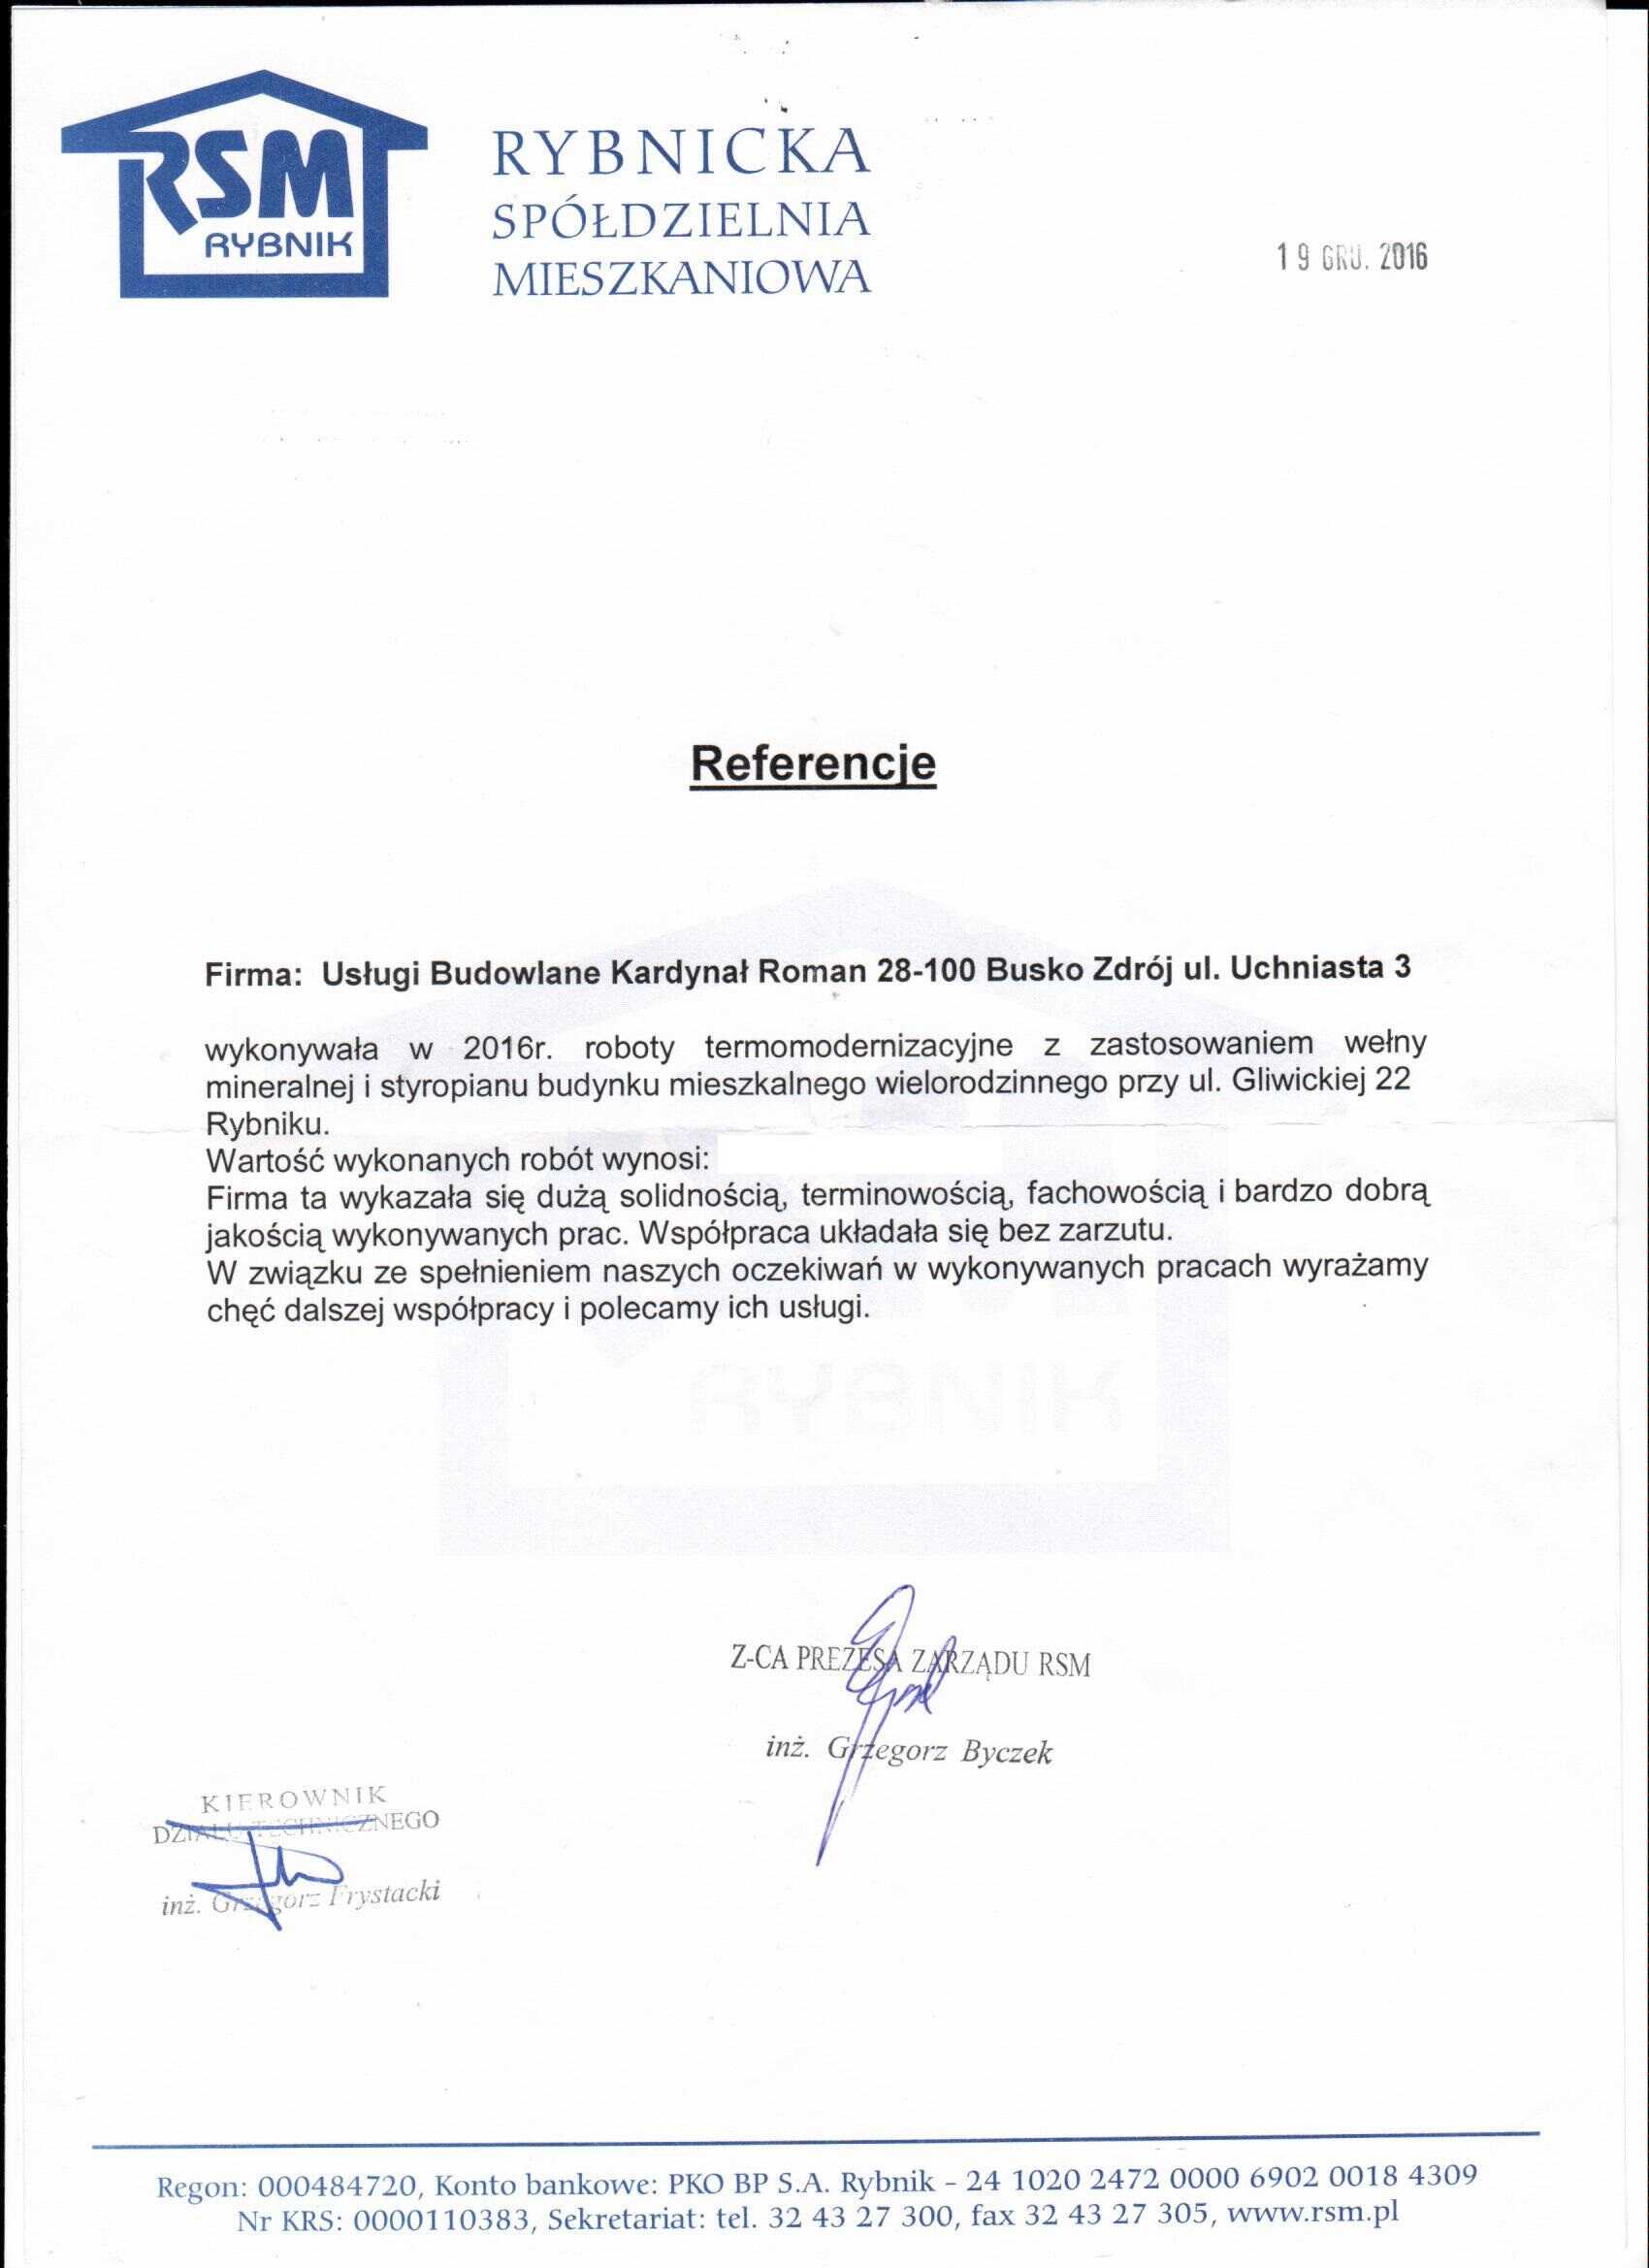 RSM
RYBNIK
RYBNICKA
SPÓŁDZIELNIA
MIESZKANIOWA
19 GRU. 2016
Referencje
Firma: Usługi Budowlane Kardynał Roman 28-100 Busko Zdrój ul. Uchniasta 3
wykonywała w 2016r. roboty termomodernizacyjne z zastosowaniem wełny
mineralnej i styropianu budynku mieszkalnego wielorodzinnego przy ul. Gliwickiej 22
Rybniku.
Wartość wykonanych robót wynosi:
Firma ta wykazała się dużą solidnością, terminowością, fachowością i bardzo dobrą
jakością wykonywanych prac. Współpraca układała się bez zarzutu.
W związku ze spełnieniem naszych oczekiwań w wykonywanych pracach wyrażamy
chęć dalszej współpracy i polecamy ich usługi.
RYBNIK
Z-CA PREZESA ZARZĄDU RSM
inż. Grzegorz Byczek
KIEROWNIK
DZIAŁU TECHNICZNEGO
inż. Grzegorz Frystacki
Regon: 000484720, Konto bankowe: PKO BP S.A. Rybnik – 24 1020 2472 0000 6902 0018 4309
Nr KRS: 0000110383, Sekretariat: tel. 32 43 27 300, fax 32 43 27 305, www.rsm.pl